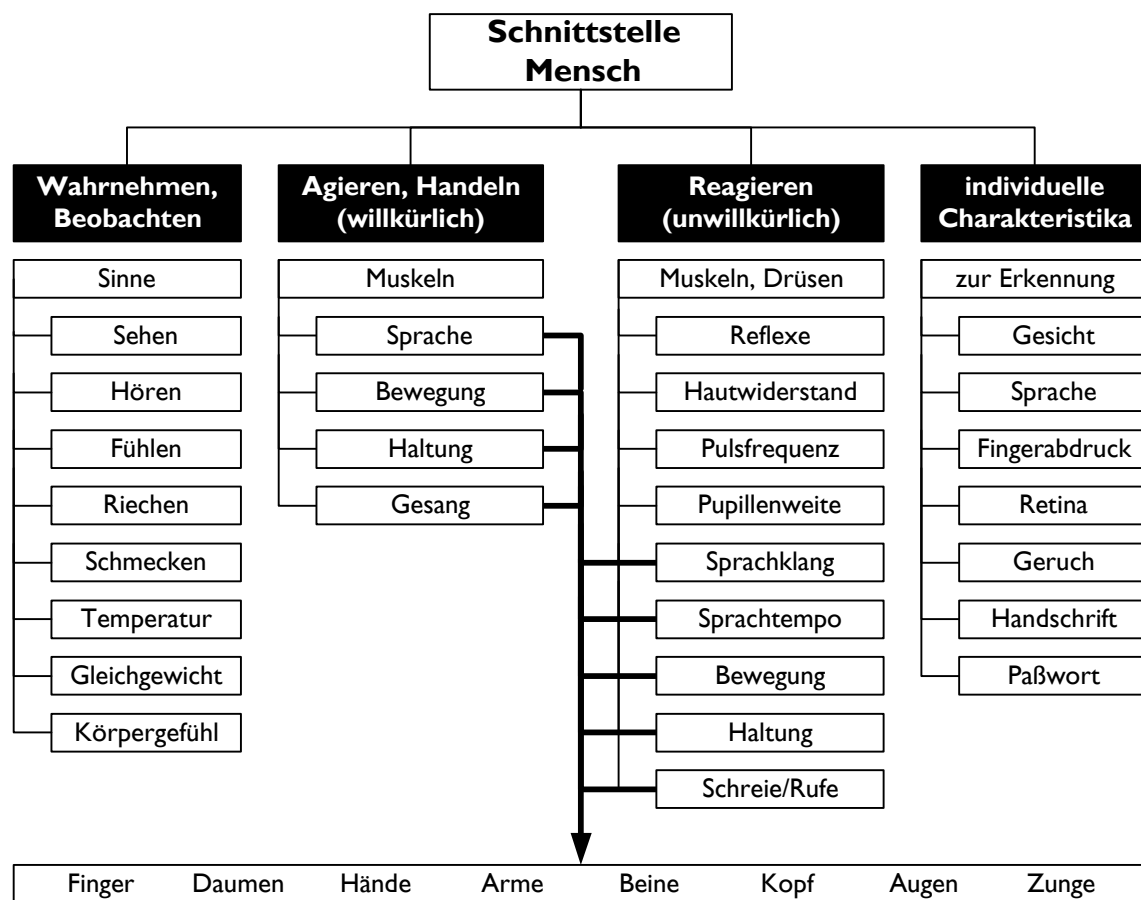 Schnittstelle
Mensch
Wahrnehmen,
Beobachten
Sinne
Sehen
Hören
Fühlen
Riechen
Schmecken
Temperatur
Gleichgewicht
Körpergefühl
Agieren, Handeln
(willkürlich)
Muskeln
Sprache
Bewegung
Haltung
Gesang
Reagieren
(unwillkürlich)
Muskeln, Drüsen
Reflexe
Hautwiderstand
Pulsfrequenz
Pupillenweite
Sprachklang
Sprachtempo
Bewegung
Haltung
Schreie/Rufe
individuelle
Charakteristika
zur Erkennung
Gesicht
Sprache
Fingerabdruck
Retina
Geruch
Handschrift
Paßwort
Finger Daumen Hände Arme Beine Kopf Augen Zunge